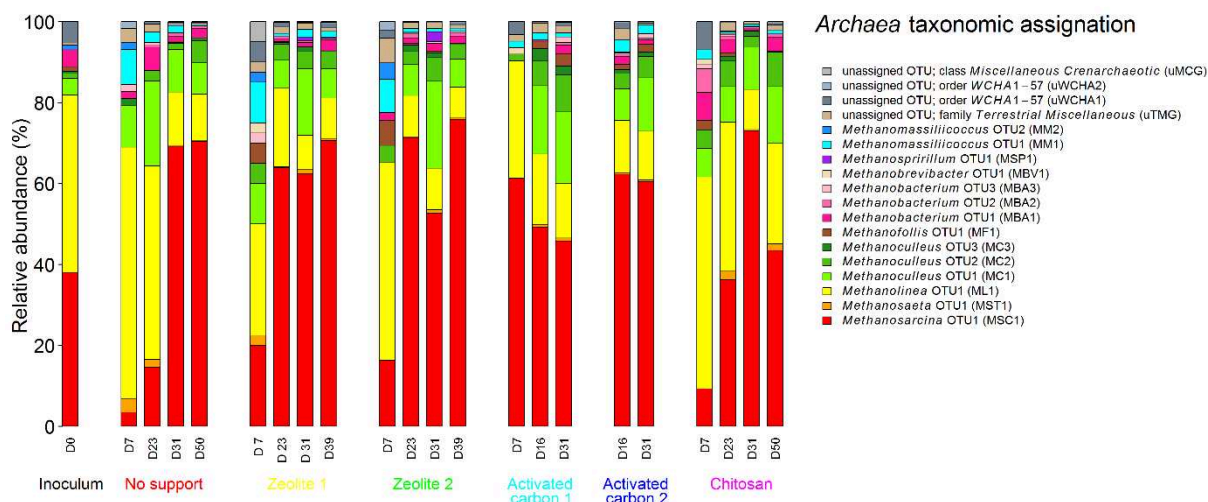 Archaea taxonomic assignation
Relative abundance (%)
100
80
60
40
20
0
unassigned OTU; class Miscellaneous Crenarchaeotic (uMCG)
unassigned OTU; order WCHA1–57 (uWCHA2)
unassigned OTU; order WCHA1–57 (uWCHA1)
unassigned OTU; family Terrestrial Miscellaneous (uTMG)
Methanomassiliicoccus OTU2 (MM2)
Methanomassiliicoccus OTU1 (MM1)
Methanospririllum OTU1 (MSP1)
Methanobrevibacter OTU1 (MBV1)
Methanobacterium OTU3 (MBA3)
Methanobacterium OTU2 (MBA2)
Methanobacterium OTU1 (MBA1)
Methanofollis OTU1 (MF1)
Methanoculleus OTU3 (MC3)
Methanoculleus OTU2 (MC2)
Methanoculleus OTU1 (MC1)
Methanolinea OTU1 (ML1)
Methanosaeta OTU1 (MST1)
Methanosarcina OTU1 (MSC1)
D0
D7 D23 D31 D50
D 7 D 23 D 31 D39
D7 D23 D31 D39
D7 D16 D31
D16 D31
D7 D23 D31 D50
Inoculum
No support
Zeolite 1
Zeolite 2
Activated
carbon 1
Activated
carbon 2
Chitosan